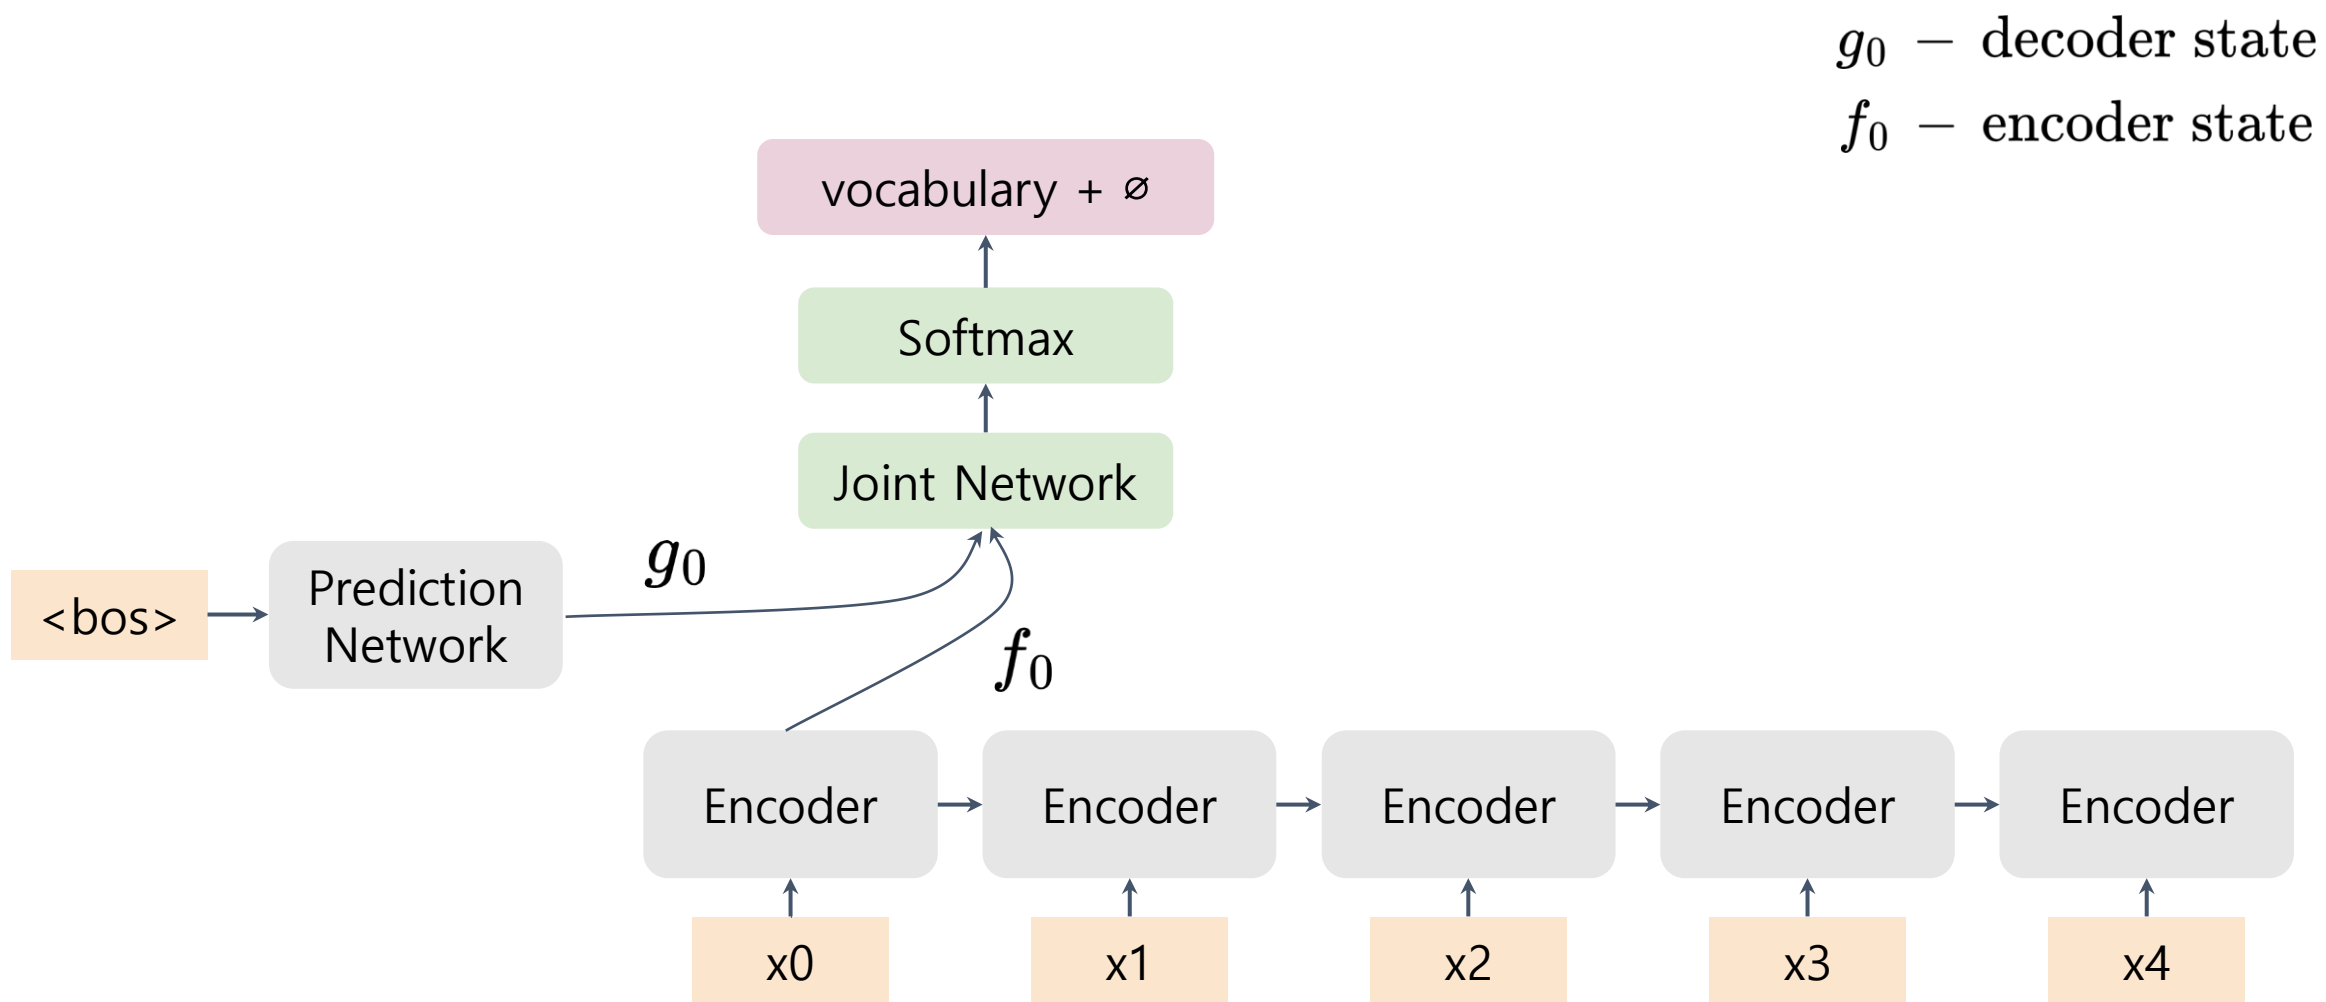 g₀ − decoder state
f₀ − encoder state
vocabulary + ∅
Softmax
Joint Network
g₀
<bos>
Prediction
Network
f₀
Encoder
Encoder
Encoder
Encoder
Encoder
x0
x1
x2
x3
x4